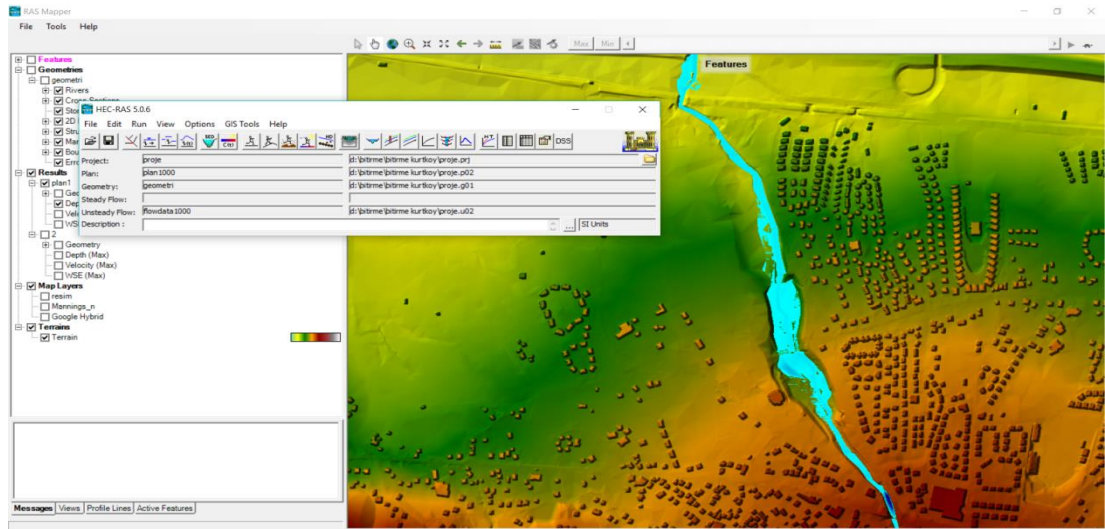 RAS Mapper
File Tools Help
Max Min
Features
Geometries
geometri
Rivers
2D
Results
plan1
2
Geometry
Depth (Max)
Velocity (Max)
WSE (Max)
Map Layers
resim
Mannings_n
Google Hybrid
Terrains
Terrain
HEC-RAS 5.0.6
File Edit Run View Options GIS Tools Help
DSS
Project: proje d:\bitirme\bitirme kurtkoy\proje.prj
Plan: plan1000 d:\bitirme\bitirme kurtkoy\proje.p02
Geometry: geometri d:\bitirme\bitirme kurtkoy\proje.g01
Steady Flow:
Unsteady Flow: flowdata1000 d:\bitirme\bitirme kurtkoy\proje.u02
Description : ... SI Units
Features
Messages Views Profile Lines Active Features